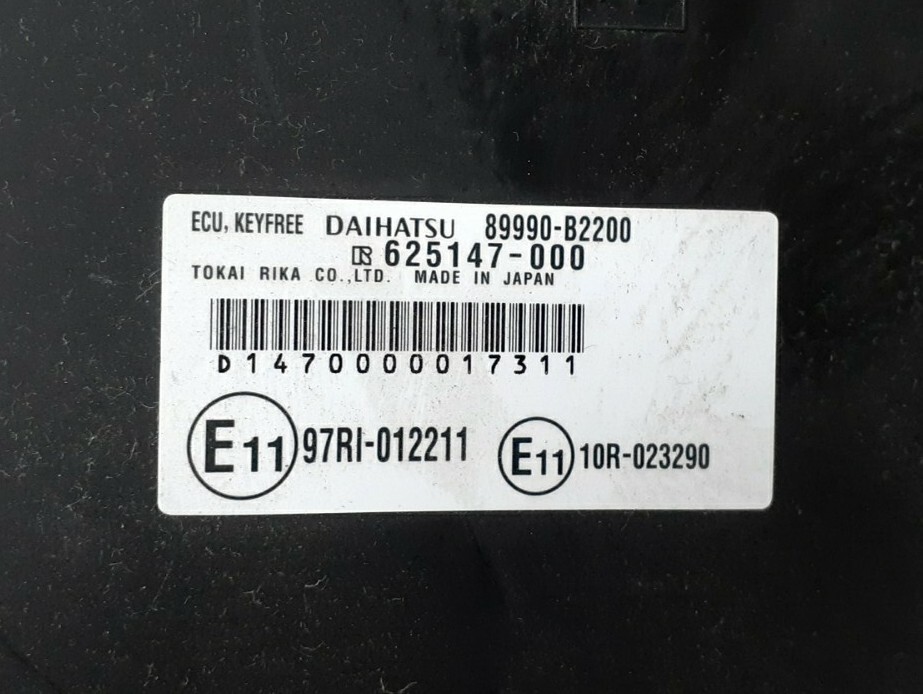 ECU, KEYFREE DAIHATSU 89990-B2200
R 625147-000
TOKAI RIKA CO.,LTD. MADE IN JAPAN
D1470000017311
E11 97RI-012211 E11 10R-023290